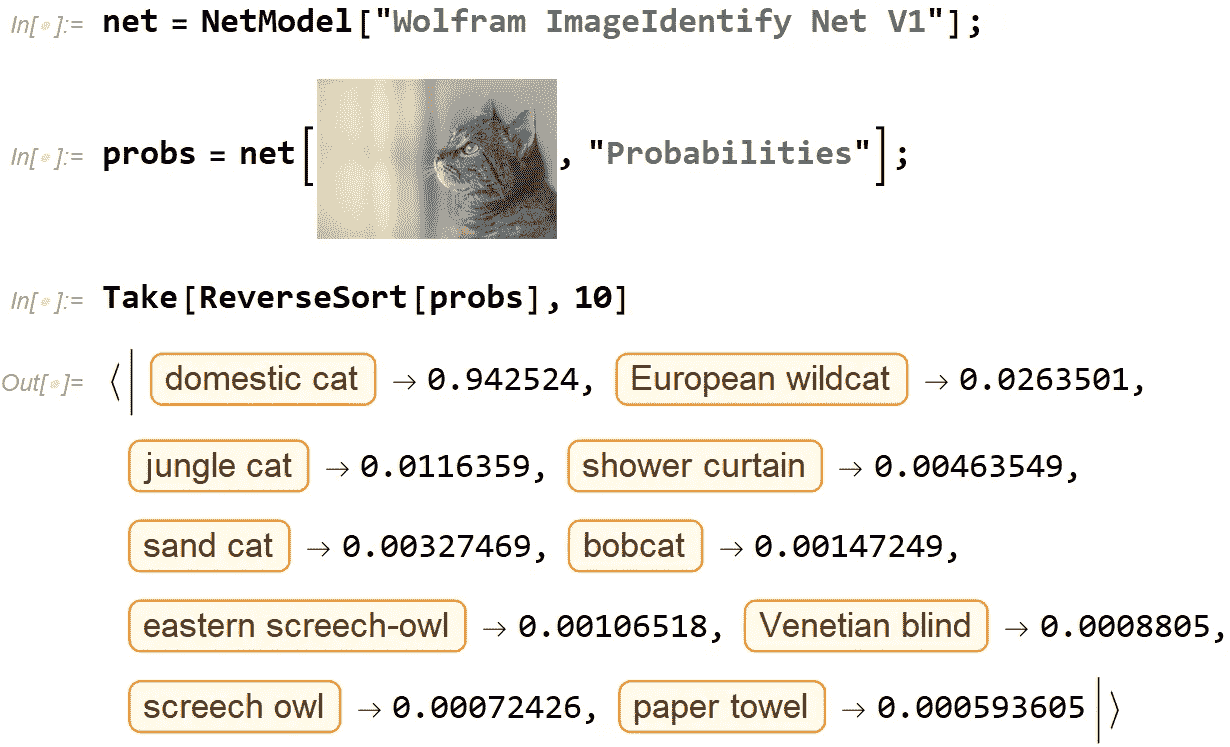 In[ ]:= net = NetModel["Wolfram ImageIdentify Net V1"];
In[ ]:= probs = net[ , "Probabilities"];
In[ ]:= Take[ReverseSort[probs], 10]
Out[ ]= ⟨| domestic cat → 0.942524, European wildcat → 0.0263501,
jungle cat → 0.0116359, shower curtain → 0.00463549,
sand cat → 0.00327469, bobcat → 0.00147249,
eastern screech-owl → 0.00106518, Venetian blind → 0.0008805,
screech owl → 0.00072426, paper towel → 0.000593605 |⟩